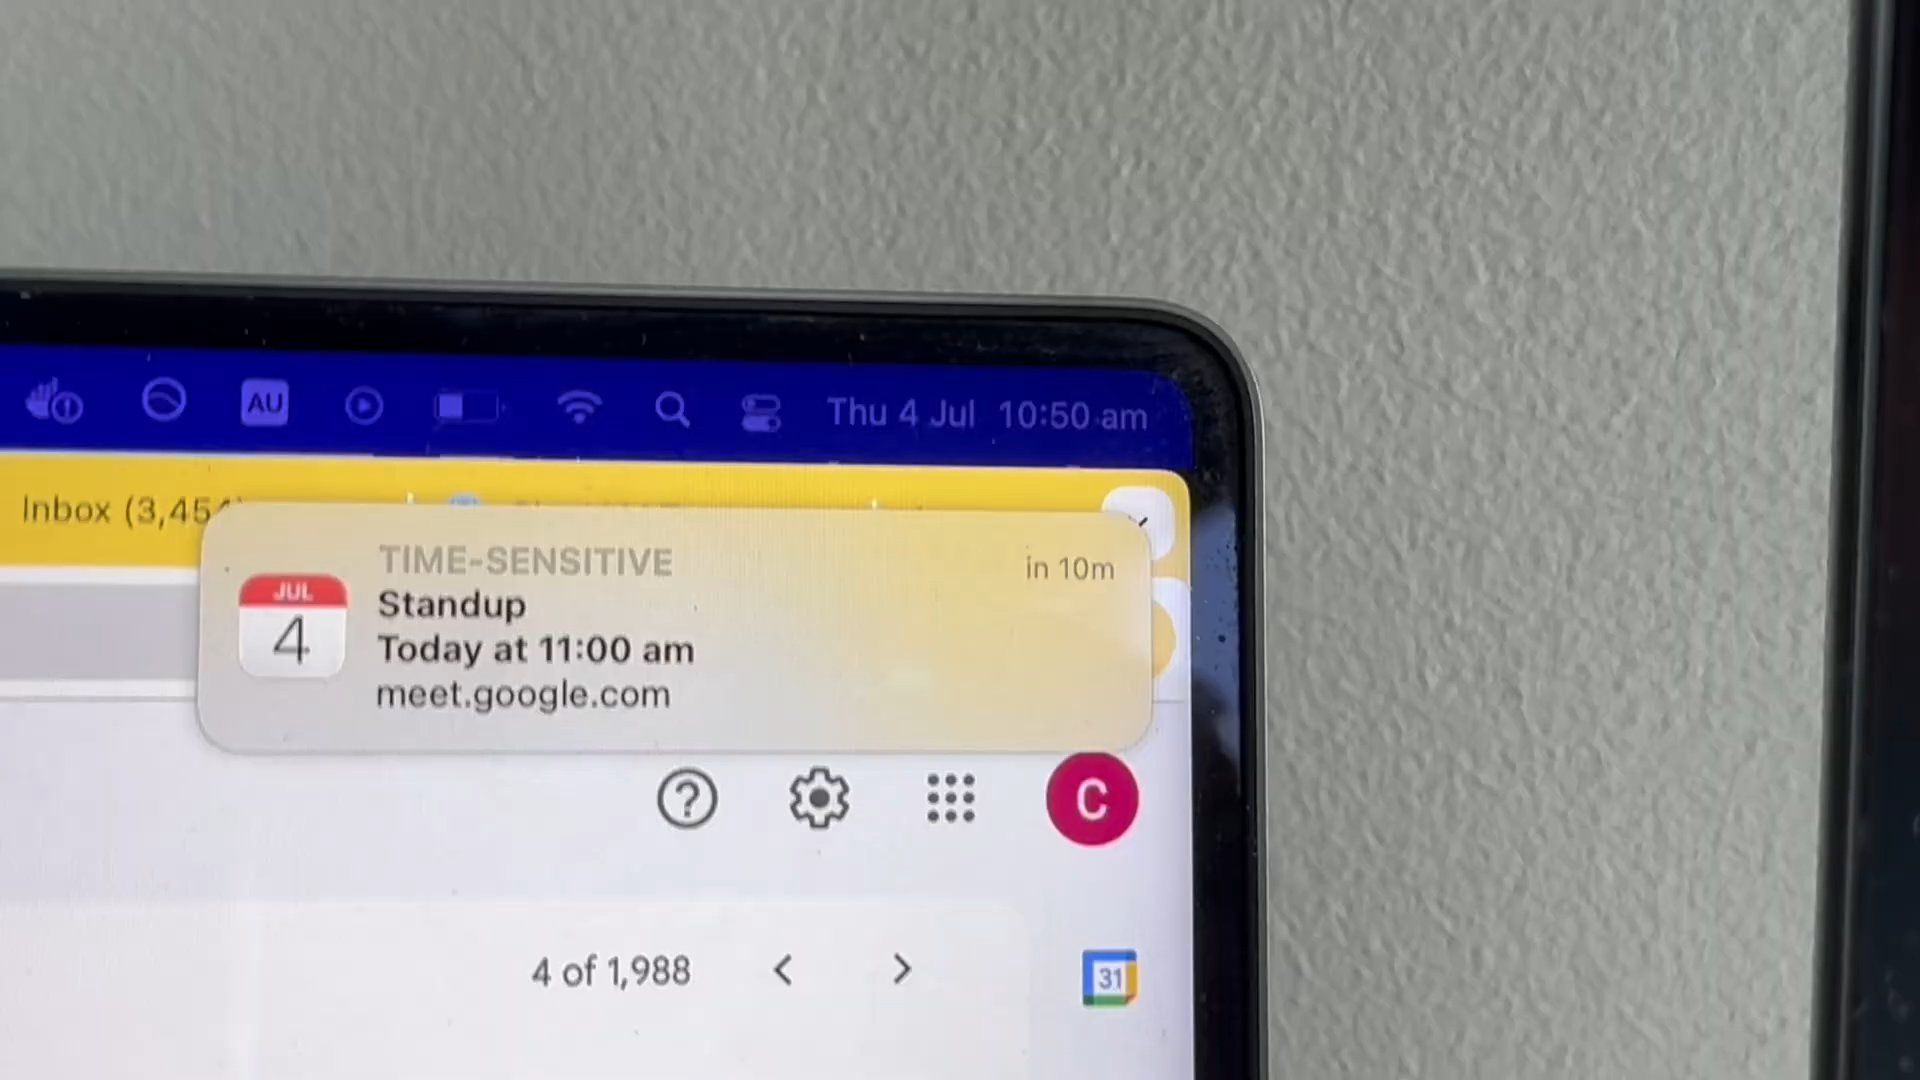 AU
Thu 4 Jul 10:50 am
Inbox (3,454
TIME-SENSITIVE
in 10m
JUL
4
Standup
Today at 11:00 am
meet.google.com
C
4 of 1,988
31